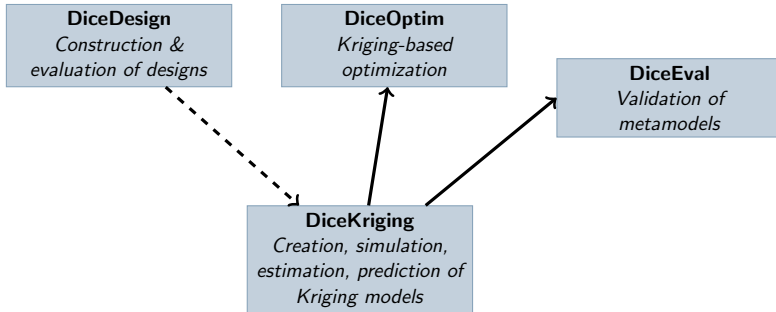 DiceDesign
Construction &
evaluation of designs
DiceOptim
Kriging-based
optimization
DiceEval
Validation of
metamodels
DiceKriging
Creation, simulation,
estimation, prediction of
Kriging models